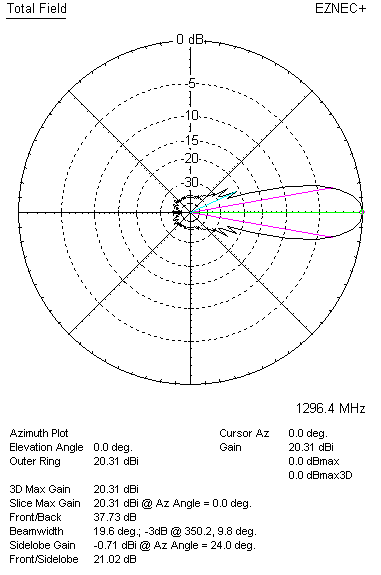 Total Field EZNEC+
0 dB
-5
-10
-15
-20
-30
1296.4 MHz
Azimuth Plot Cursor Az 0.0 deg.
Elevation Angle 0.0 deg. Gain 20.31 dBi
Outer Ring 20.31 dBi 0.0 dBmax
0.0 dBmax3D
3D Max Gain 20.31 dBi
Slice Max Gain 20.31 dBi @ Az Angle = 0.0 deg.
Front/Back 37.73 dB
Beamwidth 19.6 deg.; -3dB @ 350.2, 9.8 deg.
Sidelobe Gain -0.71 dBi @ Az Angle = 24.0 deg.
Front/Sidelobe 21.02 dB